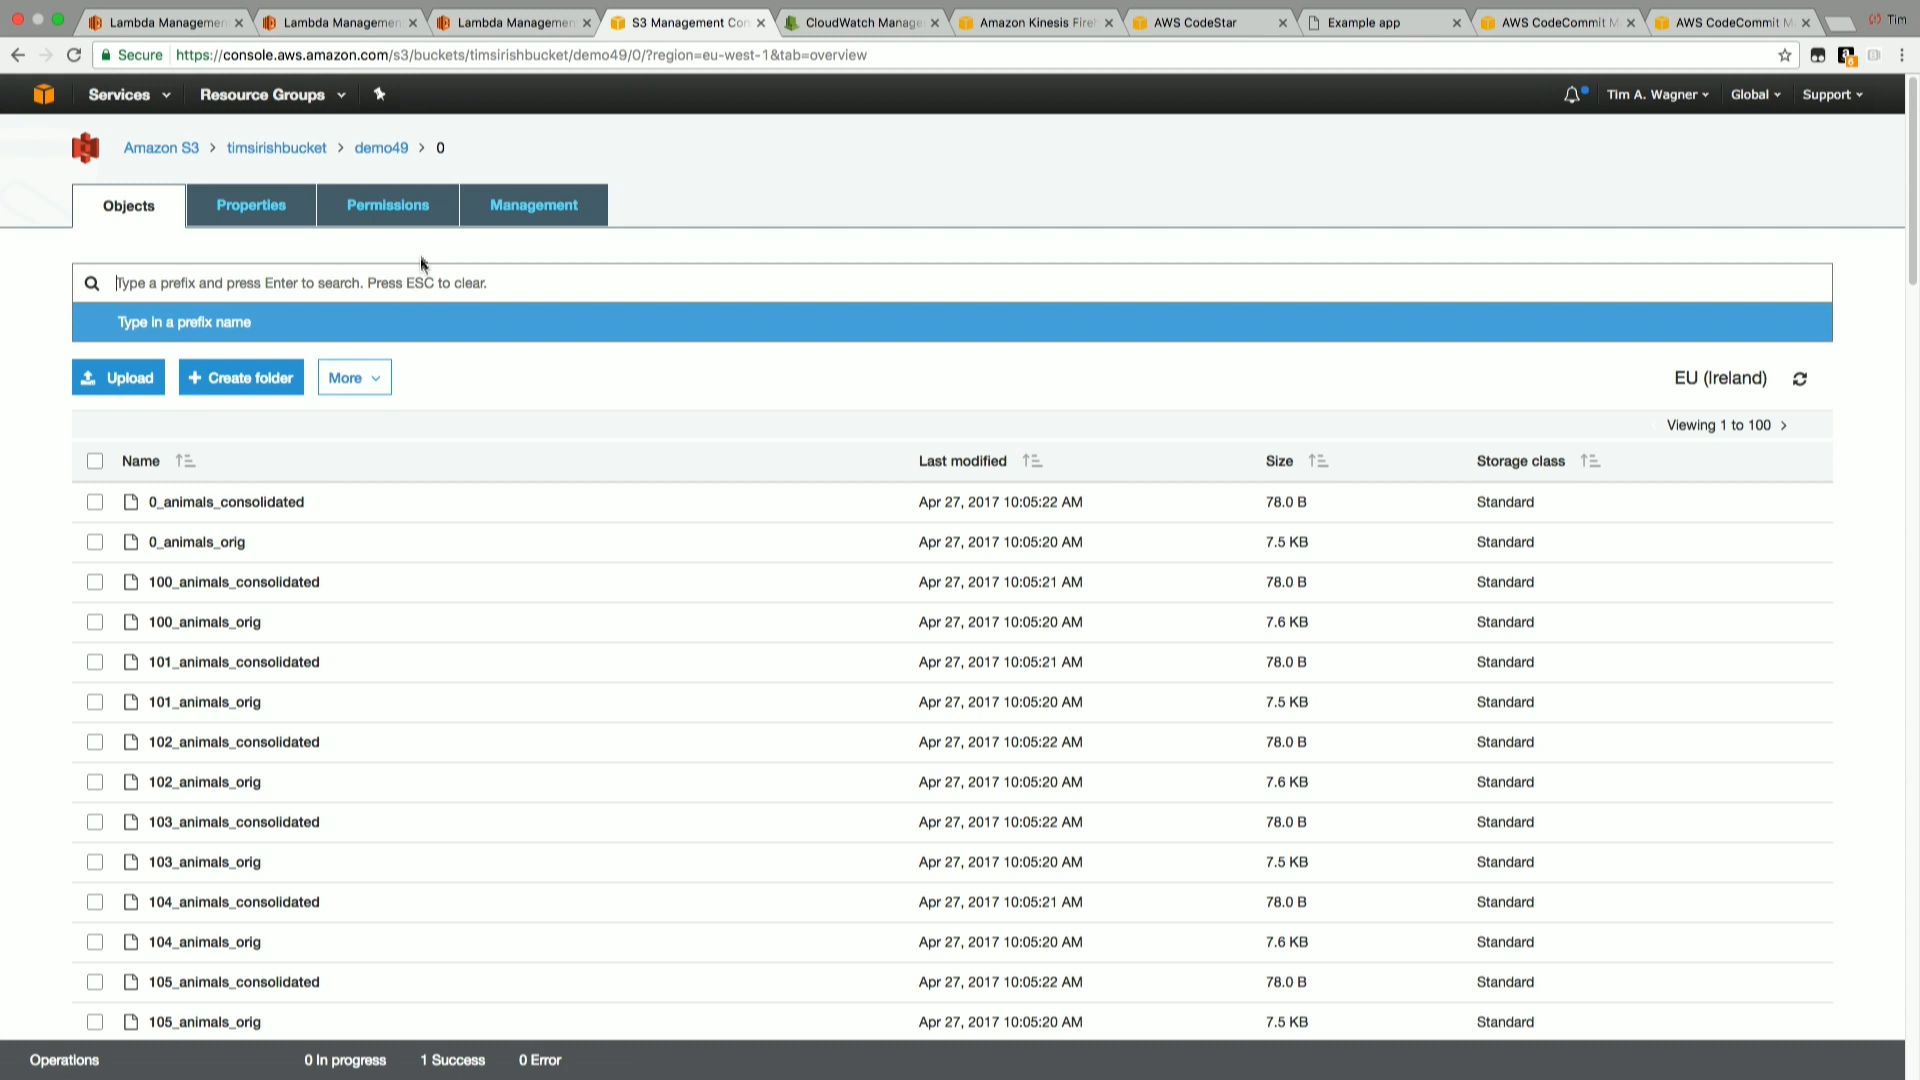 Lambda Managemen
Lambda Managemen
Lambda Managemen
S3 Management Con
CloudWatch Manage
Amazon Kinesis Fire
AWS CodeStar
Example app
AWS CodeCommit M
AWS CodeCommit M
Tim
Secure https://console.aws.amazon.com/s3/buckets/timsirishbucket/demo49/0/?region=eu-west-1&tab=overview
Services Resource Groups Tim A. Wagner Global Support
Amazon S3 > timsirishbucket > demo49 > 0
Objects Properties Permissions Management
Type a prefix and press Enter to search. Press ESC to clear.
Type in a prefix name
Upload + Create folder More EU (Ireland)
Viewing 1 to 100 >
Name Last modified Size Storage class
0_animals_consolidated Apr 27, 2017 10:05:22 AM 78.0 B Standard
0_animals_orig Apr 27, 2017 10:05:20 AM 7.5 KB Standard
100_animals_consolidated Apr 27, 2017 10:05:21 AM 78.0 B Standard
100_animals_orig Apr 27, 2017 10:05:20 AM 7.6 KB Standard
101_animals_consolidated Apr 27, 2017 10:05:21 AM 78.0 B Standard
101_animals_orig Apr 27, 2017 10:05:20 AM 7.5 KB Standard
102_animals_consolidated Apr 27, 2017 10:05:22 AM 78.0 B Standard
102_animals_orig Apr 27, 2017 10:05:20 AM 7.6 KB Standard
103_animals_consolidated Apr 27, 2017 10:05:22 AM 78.0 B Standard
103_animals_orig Apr 27, 2017 10:05:20 AM 7.5 KB Standard
104_animals_consolidated Apr 27, 2017 10:05:21 AM 78.0 B Standard
104_animals_orig Apr 27, 2017 10:05:20 AM 7.6 KB Standard
105_animals_consolidated Apr 27, 2017 10:05:22 AM 78.0 B Standard
105_animals_orig Apr 27, 2017 10:05:20 AM 7.5 KB Standard
Operations 0 In progress 1 Success 0 Error